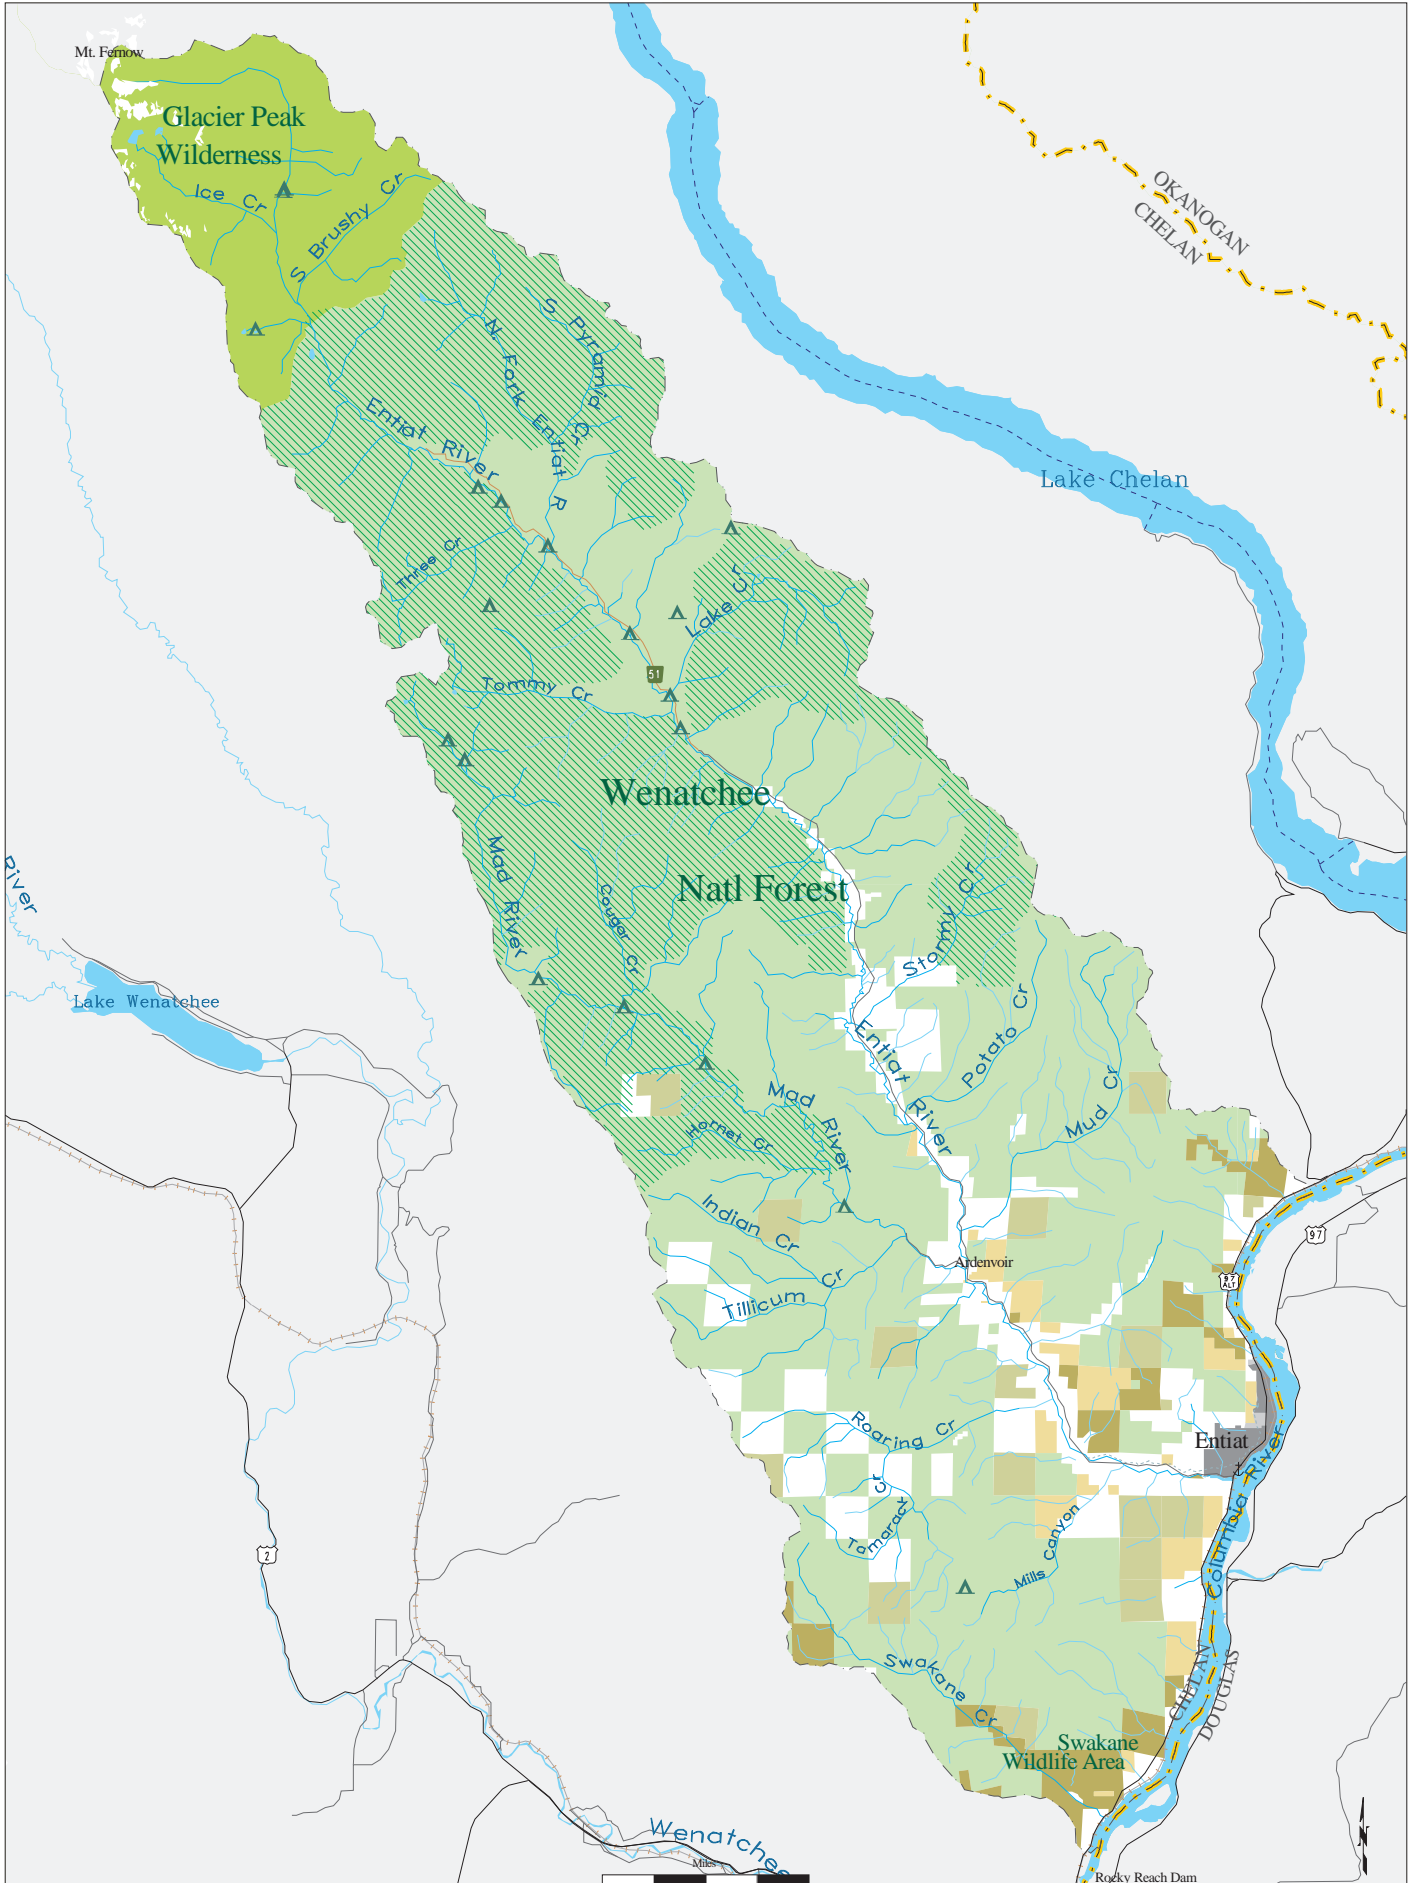 Mt. Fernow
Glacier Peak
Wilderness
Ice Cr
S Brushy Cr
OKANOGAN
CHELAN
S Pyramid Cr
N. Fork Entiat R
Entiat River
Lake Chelan
Three Cr
Lake Cr
51
Tommy Cr
Wenatchee
Natl Forest
Mad River
Cougar Cr
River
Stormy Cr
Lake Wenatchee
Potato Cr
Entiat River
Mud Cr
Mad River
Hornet Cr
Indian Cr
97
Ardenvoir
97
ALT
Tillicum Cr
Roaring Cr
Entiat
Tamarack Cr
Columbia River
Mills Canyon
2
Swakane Cr
CHELAN
DOUGLAS
Swakane
Wildlife Area
Wenatchee
Miles
N
Rocky Reach Dam